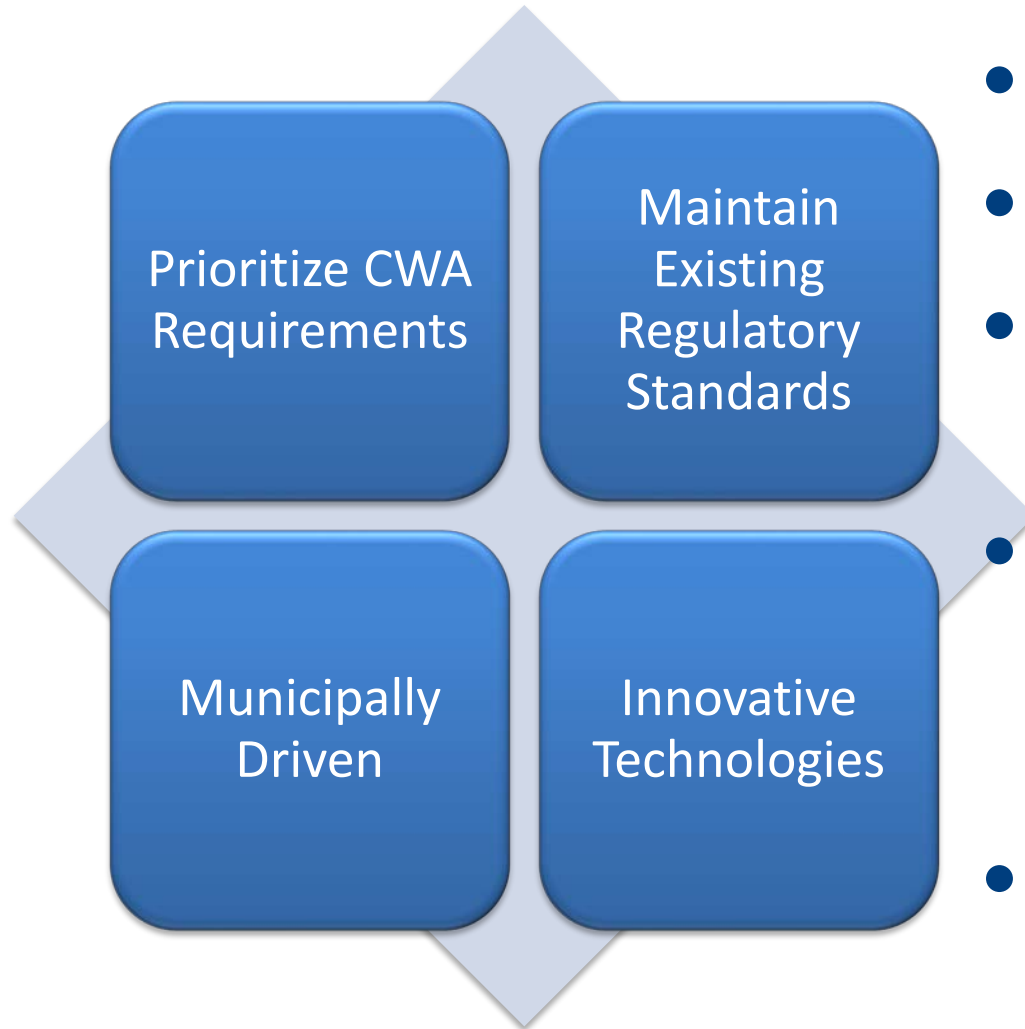 Prioritize CWA
Requirements
Maintain
Existing
Regulatory
Standards
Municipally
Driven
Innovative
Technologies